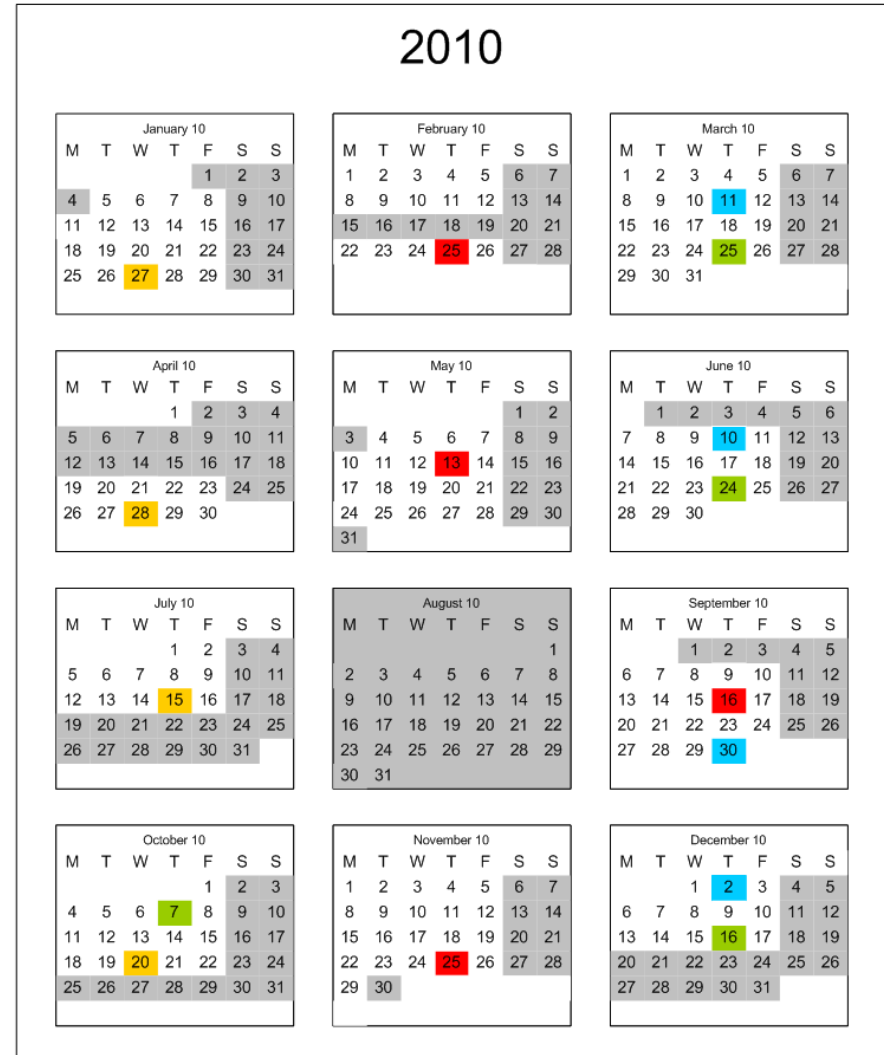 2010
January 10 February 10 March 10
M T W T F S S M T W T F S S M T W T F S S
1 2 3 1 2 3 4 5 6 7 1 2 3 4 5 6 7
4 5 6 7 8 9 10 8 9 10 11 12 13 14 8 9 10 11 12 13 14
11 12 13 14 15 16 17 15 16 17 18 19 20 21 15 16 17 18 19 20 21
18 19 20 21 22 23 24 22 23 24 25 26 27 28 22 23 24 25 26 27 28
25 26 27 28 29 30 31 29 30 31
April 10 May 10 June 10
M T W T F S S M T W T F S S M T W T F S S
1 2 3 4 1 2 1 2 3 4 5 6
5 6 7 8 9 10 11 3 4 5 6 7 8 9 7 8 9 10 11 12 13
12 13 14 15 16 17 18 10 11 12 13 14 15 16 14 15 16 17 18 19 20
19 20 21 22 23 24 25 17 18 19 20 21 22 23 21 22 23 24 25 26 27
26 27 28 29 30 24 25 26 27 28 29 30 28 29 30
31
July 10 August 10 September 10
M T W T F S S M T W T F S S M T W T F S S
1 2 3 4 1 1 2 3 4 5
5 6 7 8 9 10 11 2 3 4 5 6 7 8 6 7 8 9 10 11 12
12 13 14 15 16 17 18 9 10 11 12 13 14 15 13 14 15 16 17 18 19
19 20 21 22 23 24 25 16 17 18 19 20 21 22 20 21 22 23 24 25 26
26 27 28 29 30 31 23 24 25 26 27 28 29 27 28 29 30
30 31
October 10 November 10 December 10
M T W T F S S M T W T F S S M T W T F S S
1 2 3 1 2 3 4 5 6 7 1 2 3 4 5
4 5 6 7 8 9 10 8 9 10 11 12 13 14 6 7 8 9 10 11 12
11 12 13 14 15 16 17 15 16 17 18 19 20 21 13 14 15 16 17 18 19
18 19 20 21 22 23 24 22 23 24 25 26 27 28 20 21 22 23 24 25 26
25 26 27 28 29 30 31 29 30 27 28 29 30 31